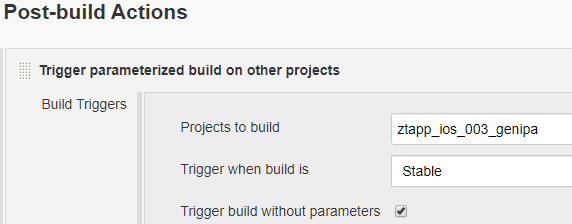 Post-build Actions
Trigger parameterized build on other projects
Build Triggers
Projects to build
ztapp_ios_003_genipa
Trigger when build is
Stable
Trigger build without parameters